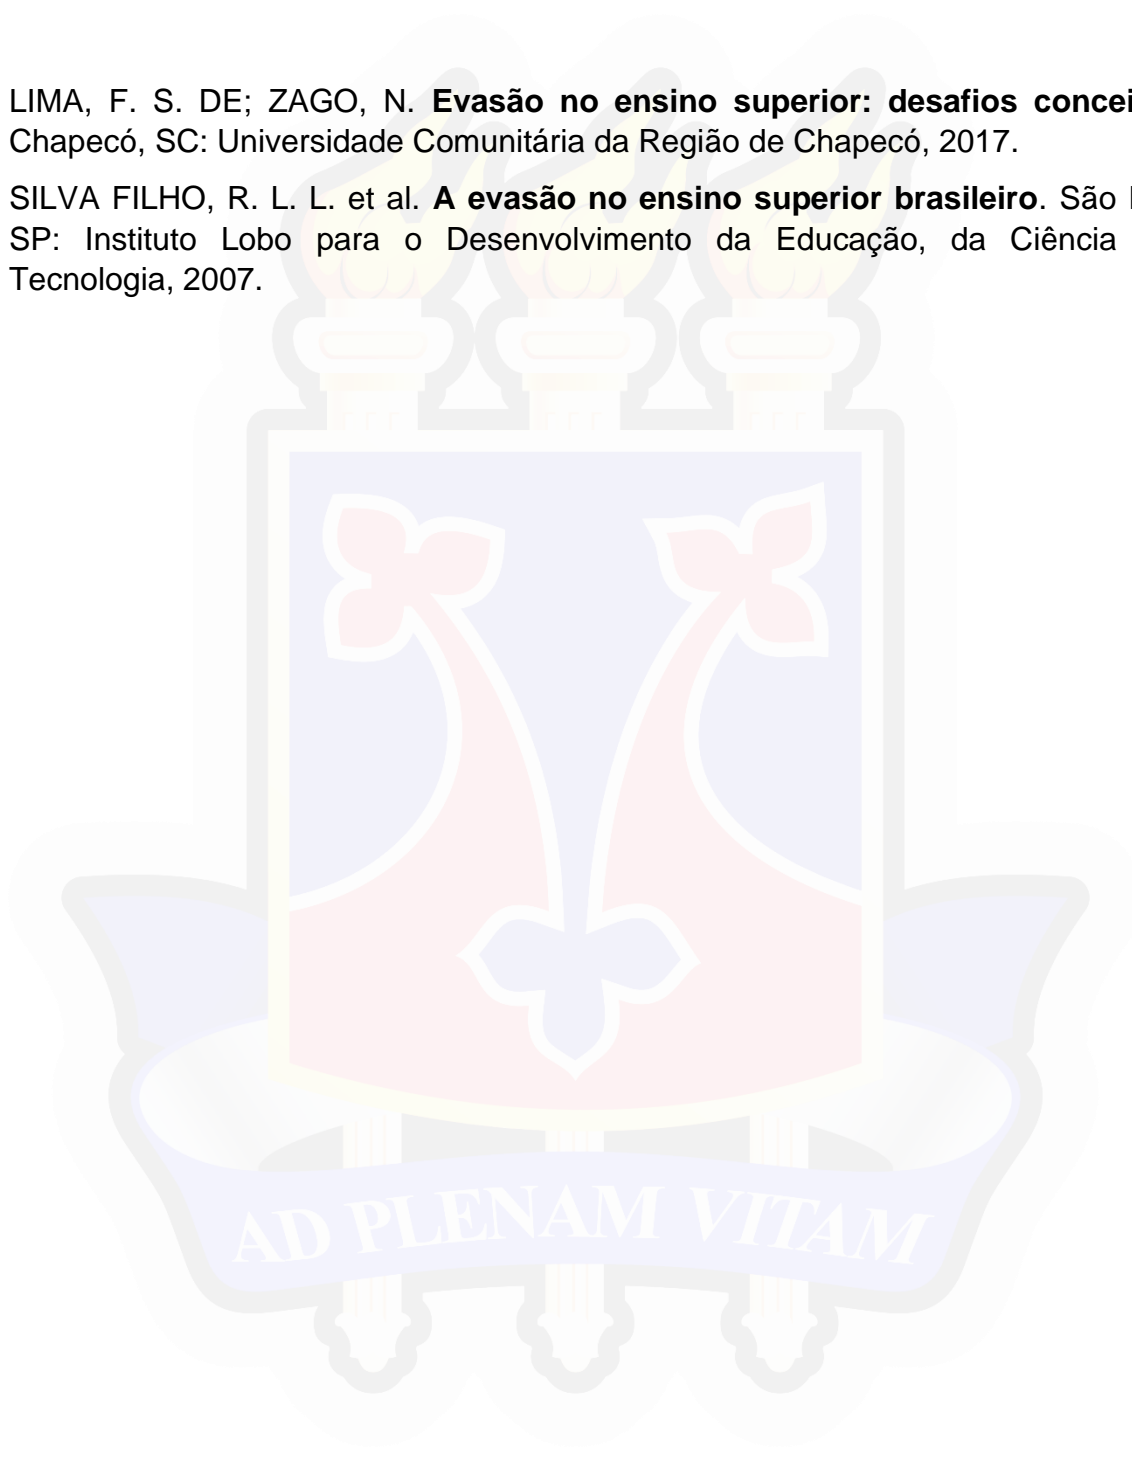 LIMA, F. S. DE; ZAGO, N. Evasão no ensino superior: desafios concei
Chapecó, SC: Universidade Comunitária da Região de Chapecó, 2017.
SILVA FILHO, R. L. L. et al. A evasão no ensino superior brasileiro. São
SP: Instituto Lobo para o Desenvolvimento da Educação, da Ciência
Tecnologia, 2007.
AD PLENAM VITAM